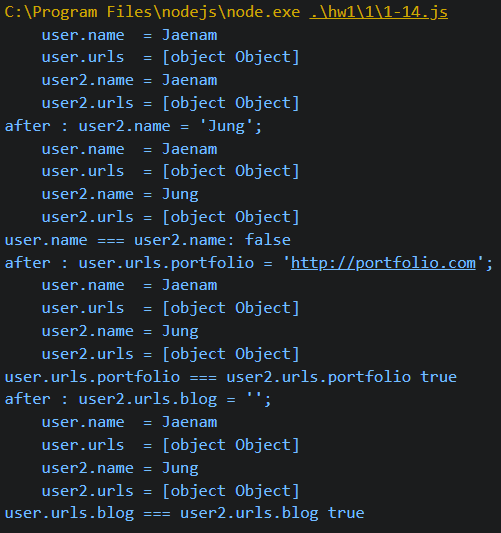 C:\Program Files\nodejs\node.exe .\hw1\1\1-14.js
    user.name  = Jaenam
    user.urls  = [object Object]
    user2.name = Jaenam
    user2.urls = [object Object]
after : user2.name = 'Jung';
    user.name  = Jaenam
    user.urls  = [object Object]
    user2.name = Jung
    user2.urls = [object Object]
user.name === user2.name: false
after : user.urls.portfolio = 'http://portfolio.com';
    user.name  = Jaenam
    user.urls  = [object Object]
    user2.name = Jung
    user2.urls = [object Object]
user.urls.portfolio === user2.urls.portfolio true
after : user2.urls.blog = '';
    user.name  = Jaenam
    user.urls  = [object Object]
    user2.name = Jung
    user2.urls = [object Object]
user.urls.blog === user2.urls.blog true